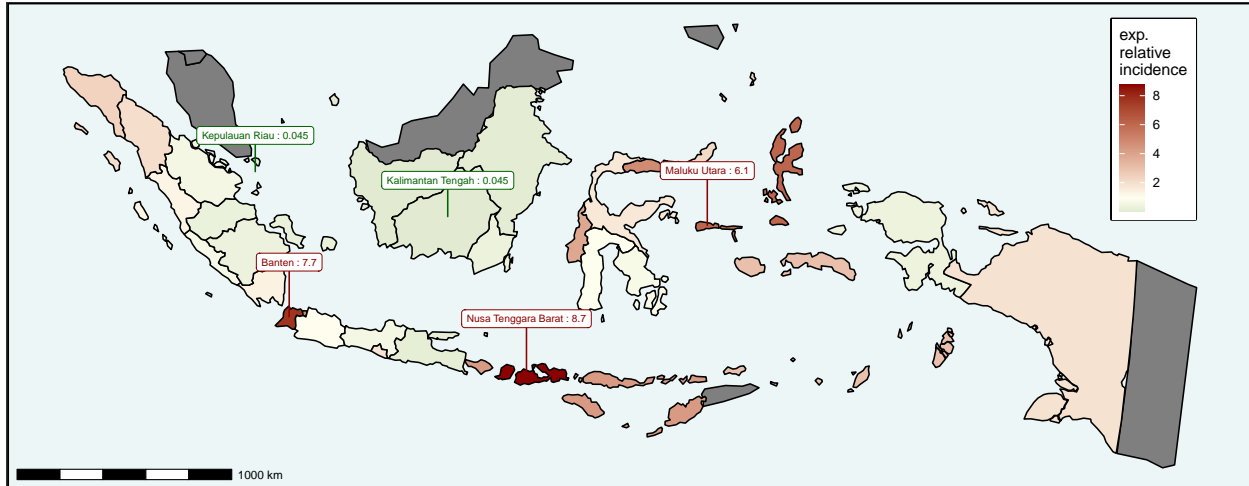 exp.
relative
incidence
8
6
4
2
Kepulauan Riau : 0.045
Maluku Utara : 6.1
Kalimantan Tengah : 0.045
Banten : 7.7
Nusa Tenggara Barat : 8.7
1000 km